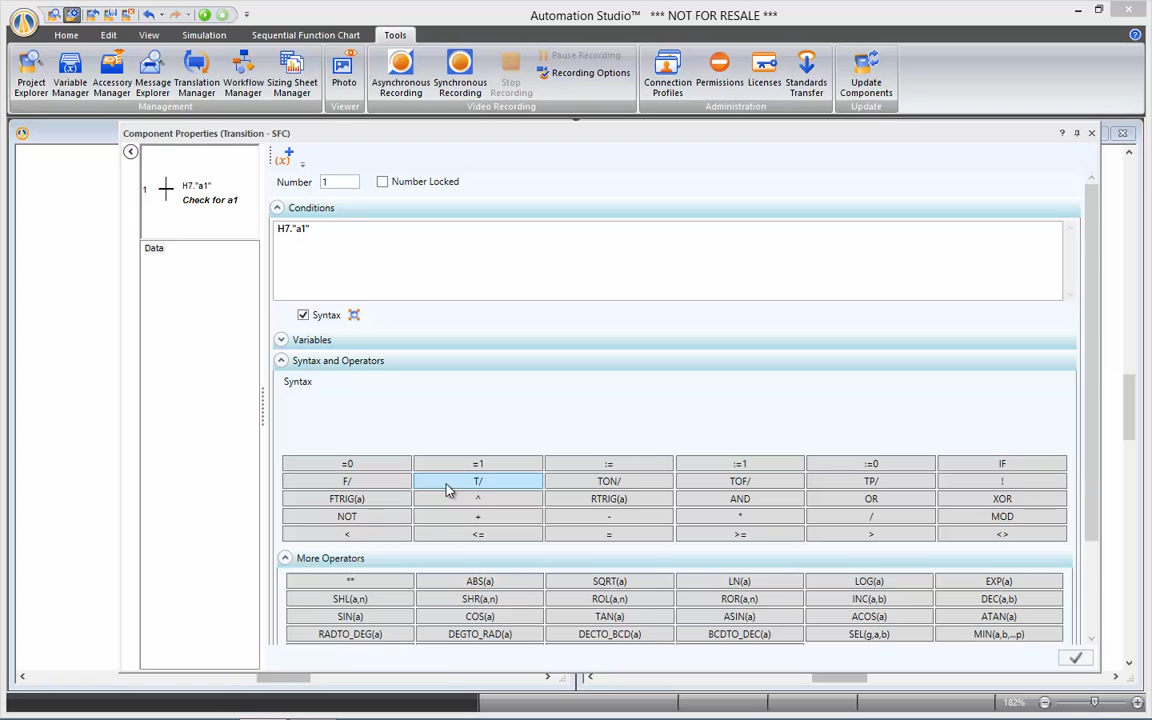 Automation Studio™ *** NOT FOR RESALE ***
Home Edit View Simulation Sequential Function Chart Tools
Project Explorer
Variable Manager
Accessory Manager
Message Explorer
Translation Manager
Workflow Manager
Sizing Sheet Manager
Management
Photo
Viewer
Asynchronous Recording
Synchronous Recording
Stop Recording
Pause Recording
Recording Options
Video Recording
Connection Profiles
Permissions
Licenses
Standards Transfer
Administration
Update Components
Update
Component Properties (Transition - SFC)
1 H7."a1"
Check for a1
Data
(x)
Number 1 Number Locked
Conditions
H7."a1"
Syntax
Variables
Syntax and Operators
Syntax
=0 =1 := :=1 :=0 IF
F/ T/ TON/ TOF/ TP/ !
FTRIG(a) ^ RTRIG(a) AND OR XOR
NOT + - * / MOD
< <= = >= > <>
More Operators
** ABS(a) SQRT(a) LN(a) LOG(a) EXP(a)
SHL(a,n) SHR(a,n) ROL(a,n) ROR(a,n) INC(a,b) DEC(a,b)
SIN(a) COS(a) TAN(a) ASIN(a) ACOS(a) ATAN(a)
RADTO_DEG(a) DEGTO_RAD(a) DECTO_BCD(a) BCDTO_DEC(a) SEL(g,a,b) MIN(a,b,...p)
182%